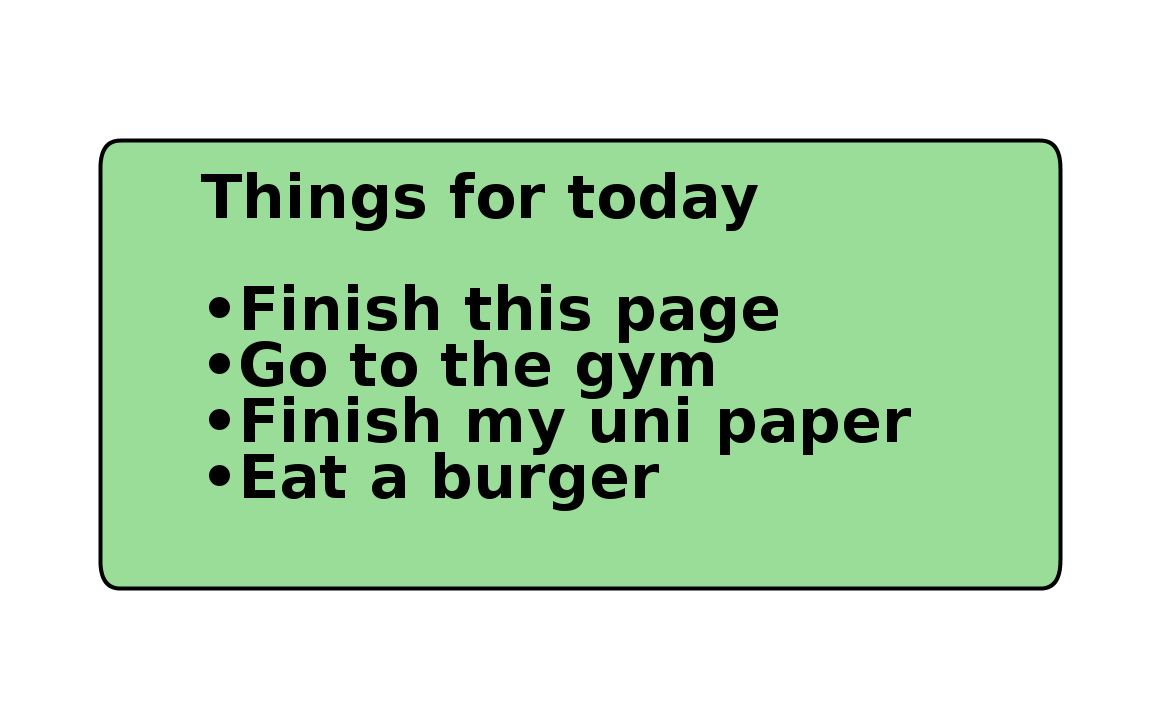 Things for today
•Finish this page
•Go to the gym
•Finish my uni paper
•Eat a burger